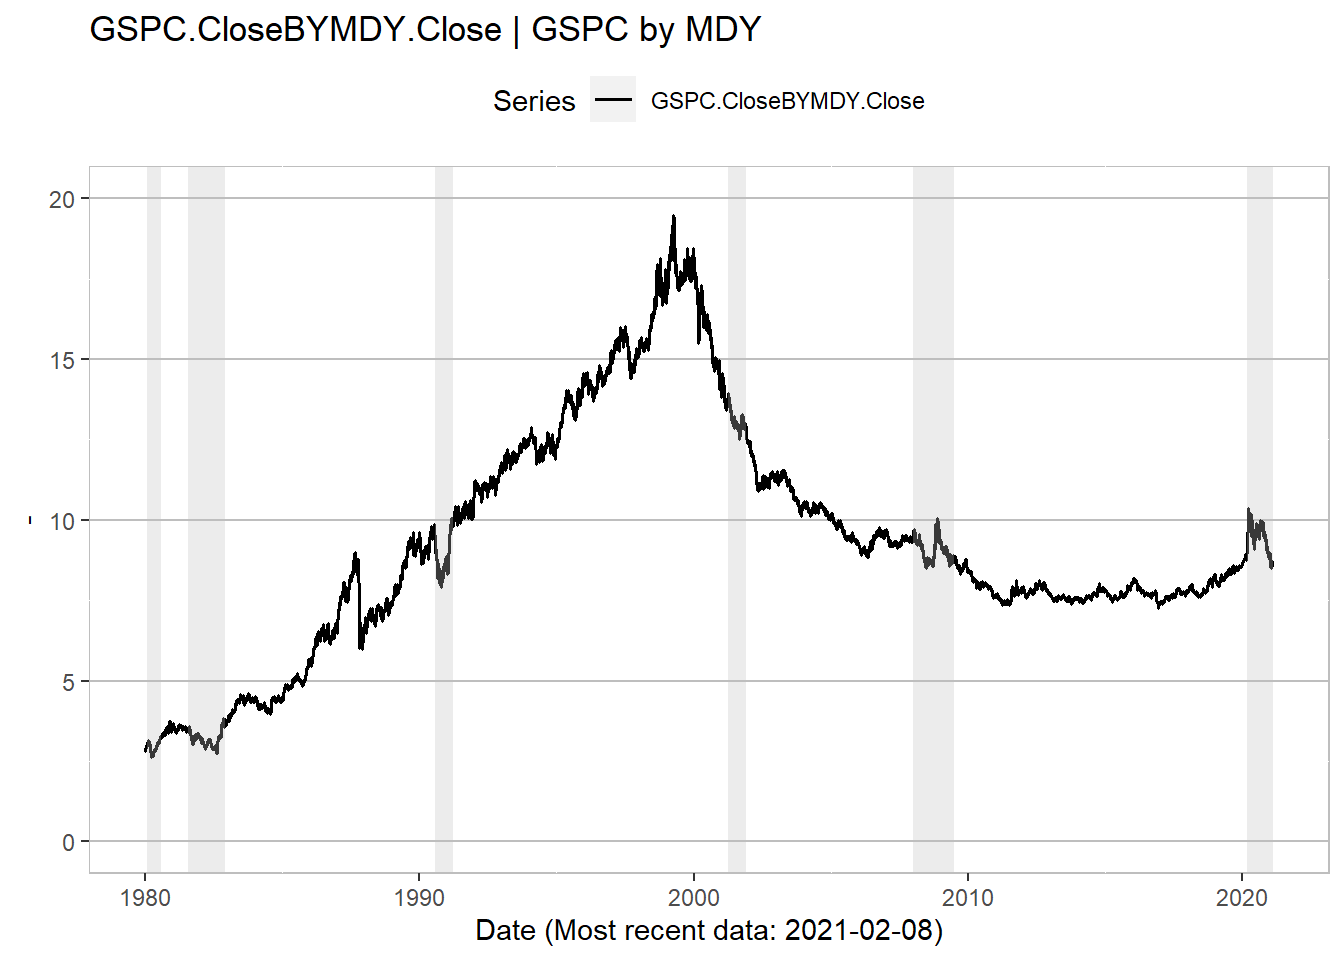 GSPC.CloseBYMDY.Close | GSPC by MDY
Series
GSPC.CloseBYMDY.Close
20
15
10
5
0
-
1980
1990
2000
2010
2020
Date (Most recent data: 2021-02-08)